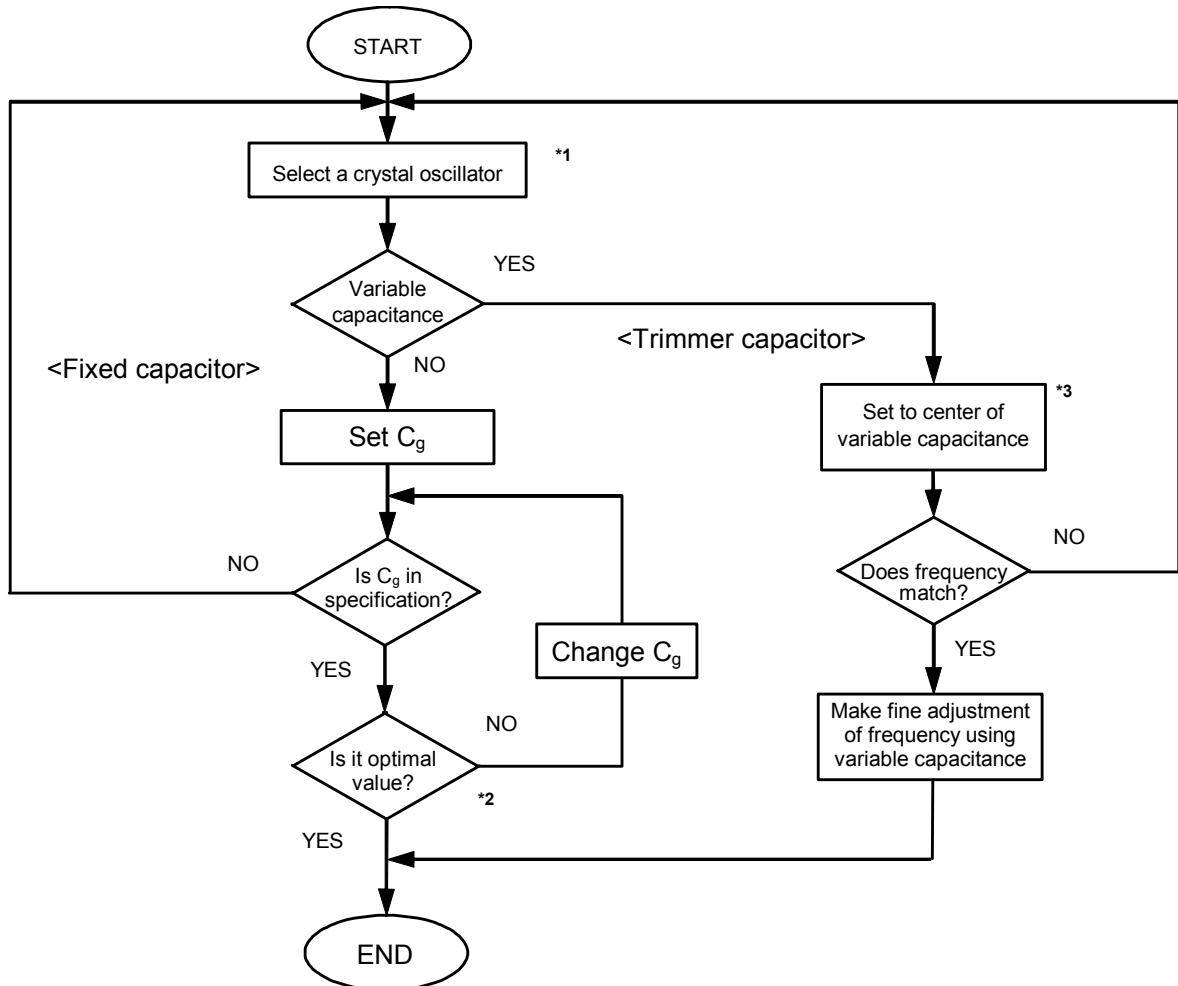 START
Select a crystal oscillator
*1
YES
Variable
capacitance
<Trimmer capacitor>
<Fixed capacitor>
NO
*3
Set to center of
variable capacitance
Set Cg
NO
NO
Is Cg in
specification?
Does frequency
match?
Change Cg
YES
YES
Make fine adjustment
of frequency using
variable capacitance
NO
Is it optimal
value?
*2
YES
END